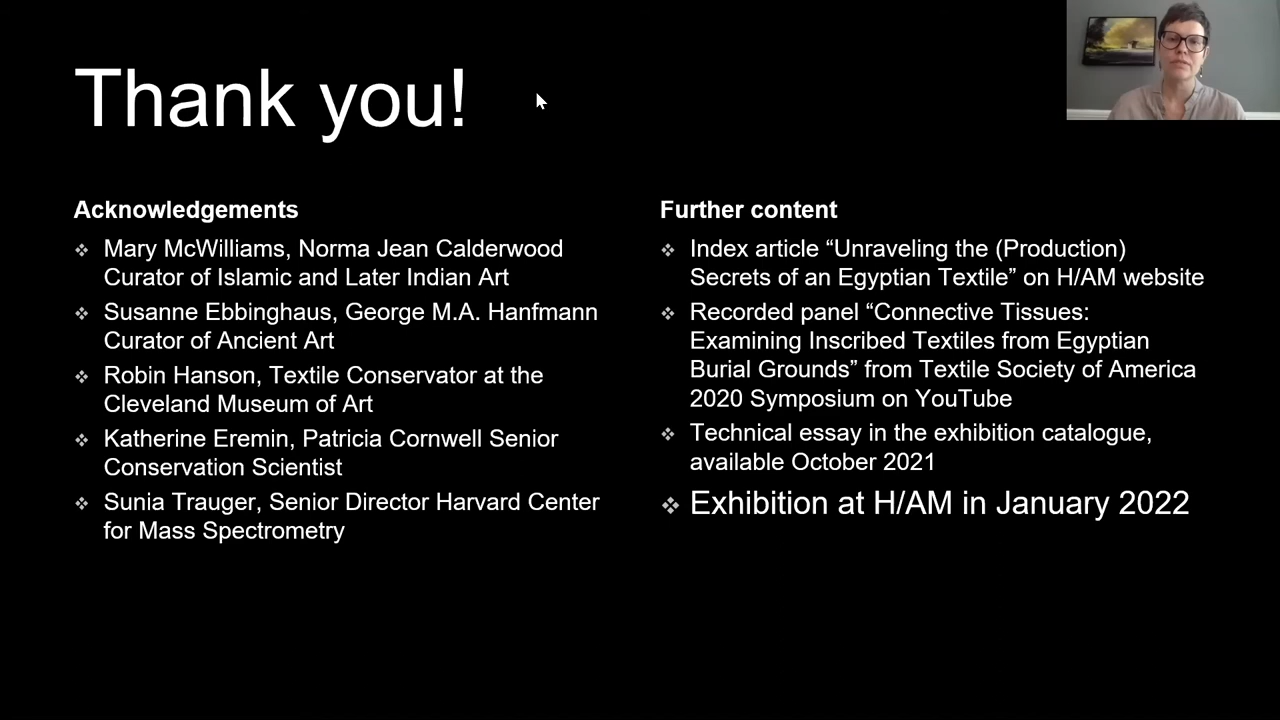 Thank you!
Acknowledgements
Mary McWilliams, Norma Jean Calderwood
Curator of Islamic and Later Indian Art
Susanne Ebbinghaus, George M.A. Hanfmann
Curator of Ancient Art
Robin Hanson, Textile Conservator at the
Cleveland Museum of Art
Katherine Eremin, Patricia Cornwell Senior
Conservation Scientist
Sunia Trauger, Senior Director Harvard Center
for Mass Spectrometry
Further content
Index article “Unraveling the (Production)
Secrets of an Egyptian Textile” on H/AM website
Recorded panel “Connective Tissues:
Examining Inscribed Textiles from Egyptian
Burial Grounds” from Textile Society of America
2020 Symposium on YouTube
Technical essay in the exhibition catalogue,
available October 2021
Exhibition at H/AM in January 2022